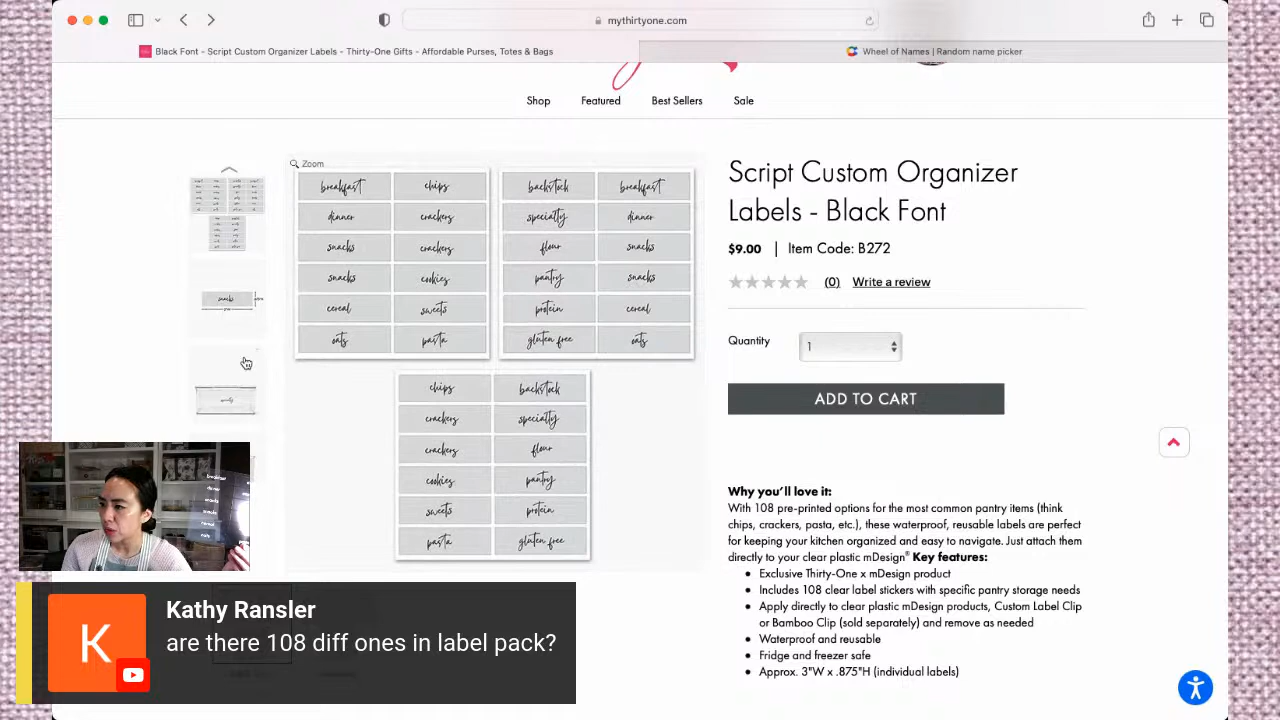 mythirtyone.com
Black Font - Script Custom Organizer Labels - Thirty-One Gifts - Affordable Purses, Totes & Bags
Wheel of Names | Random name picker
Shop Featured Best Sellers Sale
Zoom
breakfast chips backstock breakfast
dinner crackers specialty dinner
snacks crackers flour snacks
snacks cookies pantry snacks
cereal sweets protein cereal
oats pasta gluten free oats
chips backstock
crackers specialty
crackers flour
cookies pantry
sweets protein
pasta gluten free
snacks
Script Custom Organizer
Labels - Black Font
$9.00 | Item Code: B272
(0) Write a review
Quantity 1
ADD TO CART
Why you'll love it:
With 108 pre-printed options for the most common pantry items (think
chips, crackers, pasta, etc.), these waterproof, reusable labels are perfect
for keeping your kitchen organized and easy to navigate. Just attach them
directly to your clear plastic mDesign® Key features:
• Exclusive Thirty-One x mDesign product
• Includes 108 clear label stickers with specific pantry storage needs
• Apply directly to clear plastic mDesign products, Custom Label Clip
or Bamboo Clip (sold separately) and remove as needed
• Waterproof and reusable
• Fridge and freezer safe
• Approx. 3"W x .875"H (individual labels)
breakfast
dinner
snacks
snacks
cereal
oats
K
Kathy Ransler
are there 108 diff ones in label pack?